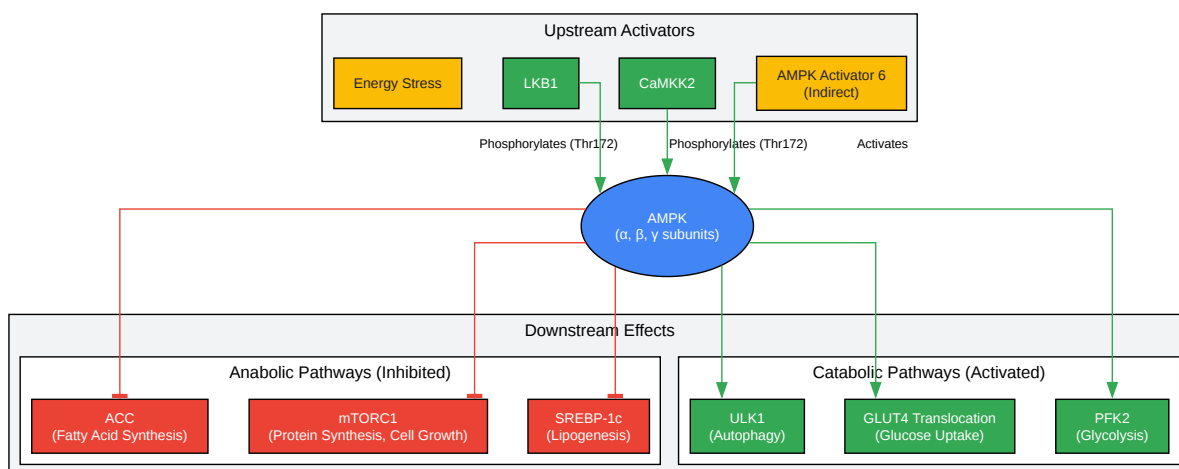 Upstream Activators
Energy Stress
LKB1
CaMKK2
AMPK Activator 6
(Indirect)
Phosphorylates (Thr172)
Phosphorylates (Thr172)
Activates
AMPK
(α, β, γ subunits)
Downstream Effects
Anabolic Pathways (Inhibited)
Catabolic Pathways (Activated)
ACC
(Fatty Acid Synthesis)
mTORC1
(Protein Synthesis, Cell Growth)
SREBP-1c
(Lipogenesis)
ULK1
(Autophagy)
GLUT4 Translocation
(Glucose Uptake)
PFK2
(Glycolysis)